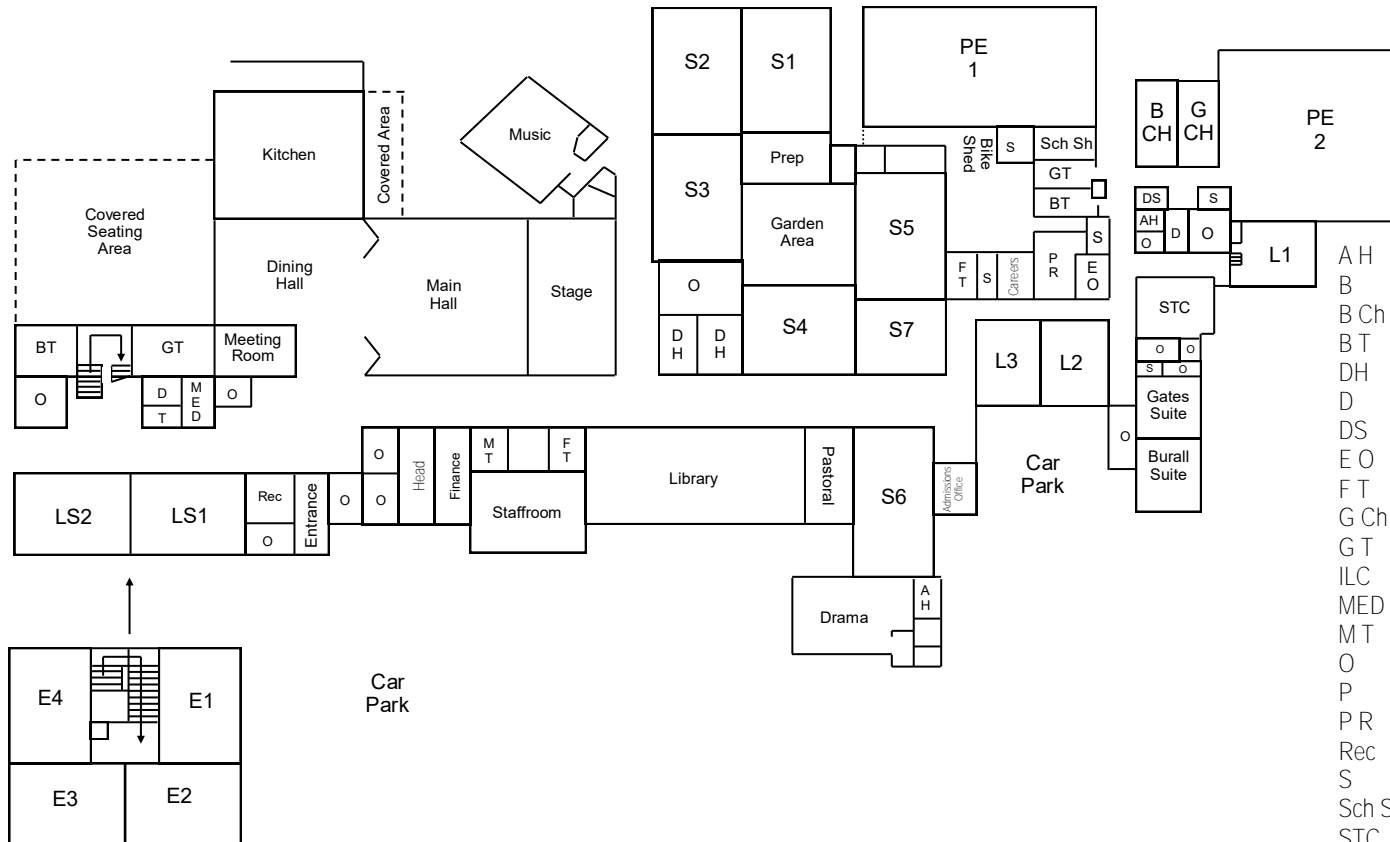 S2
S1
PE
1
B
CH
G
CH
PE
2
Kitchen
Covered Area
Music
Prep
Bike
Shed
S
Sch Sh
GT
BT
Covered
Seating
Area
Dining
Hall
Main
Hall
Stage
S3
Garden
Area
S5
DS
S
AH
O
D
O
L1
F
T
S
Careers
P
R
S
E
O
BT
GT
Meeting
Room
O
D
T
M
E
D
O
O
D
H
D
H
S4
S7
L3
L2
STC
O
O
S
O
Gates
Suite
Burall
Suite
O
LS2
LS1
Rec
O
Entrance
O
O
O
Head
Finance
M
T
F
T
Staffroom
Library
Pastoral
S6
Admissions
Office
Car
Park
Drama
A
H
E4
E1
E3
E2
Car
Park
A H
B
B Ch
B T
DH
D
DS
E O
F T
G Ch
G T
ILC
MED
M T
O
P
P R
Rec
S
Sch S
STC